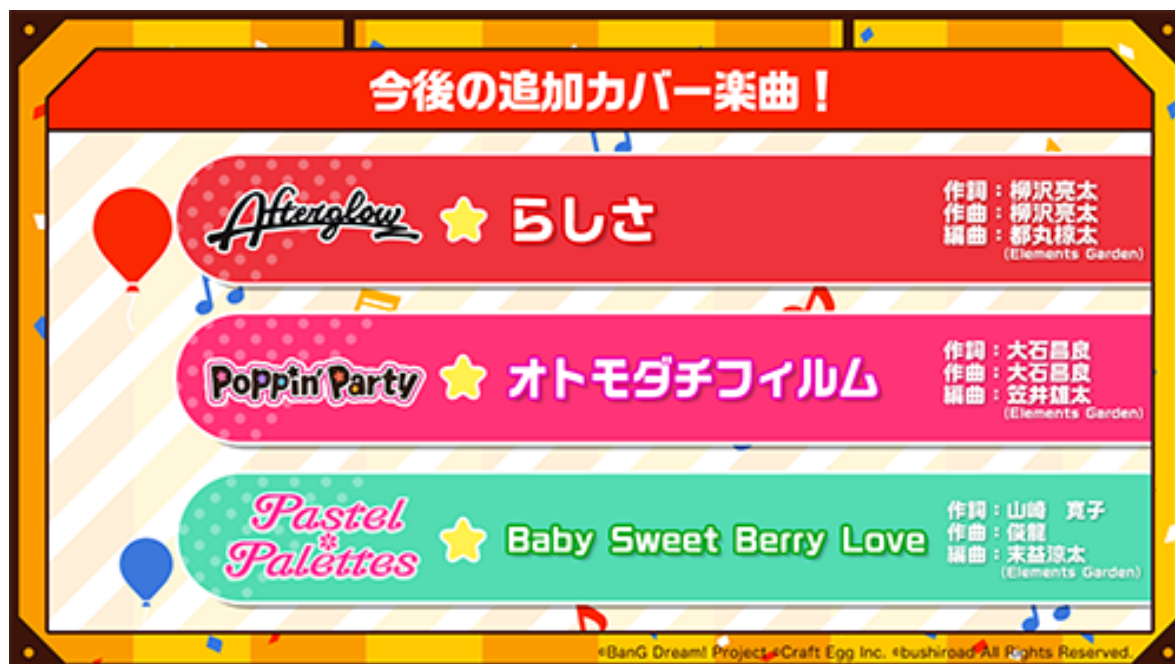 今後の追加カバー楽曲！
Afterglow
らしさ
作詞：柳沢亮太
作曲：柳沢亮太
編曲：都丸椋太
(Elements Garden)
Poppin'Party
オトモダチフィルム
作詞：大石昌良
作曲：大石昌良
編曲：笠井雄太
(Elements Garden)
Pastel
Palettes
Baby Sweet Berry Love
作詞：山崎　寛子
作曲：俊龍
編曲：末益涼太
(Elements Garden)
©BanG Dream! Project ©Craft Egg Inc. ©bushiroad All Rights Reserved.